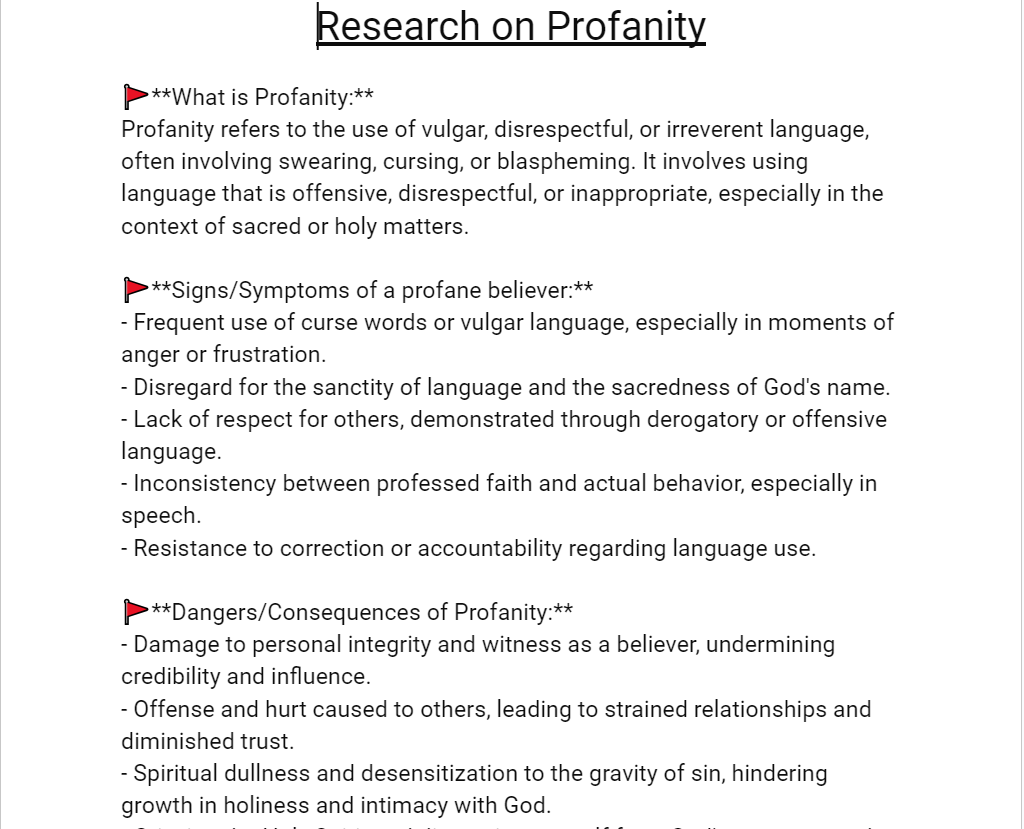 Research on Profanity
🚩**What is Profanity:**
Profanity refers to the use of vulgar, disrespectful, or irreverent language,
often involving swearing, cursing, or blaspheming. It involves using
language that is offensive, disrespectful, or inappropriate, especially in the
context of sacred or holy matters.
🚩**Signs/Symptoms of a profane believer:**
- Frequent use of curse words or vulgar language, especially in moments of
anger or frustration.
- Disregard for the sanctity of language and the sacredness of God's name.
- Lack of respect for others, demonstrated through derogatory or offensive
language.
- Inconsistency between professed faith and actual behavior, especially in
speech.
- Resistance to correction or accountability regarding language use.
🚩**Dangers/Consequences of Profanity:**
- Damage to personal integrity and witness as a believer, undermining
credibility and influence.
- Offense and hurt caused to others, leading to strained relationships and
diminished trust.
- Spiritual dullness and desensitization to the gravity of sin, hindering
growth in holiness and intimacy with God.